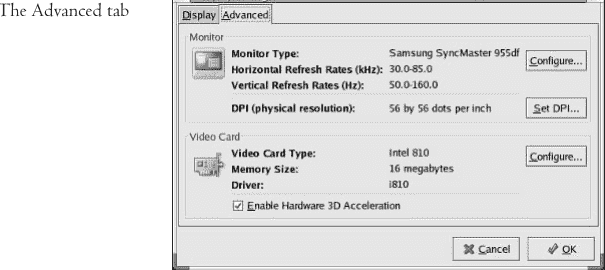 The Advanced tab
Display Advanced
Monitor
Monitor Type: Samsung SyncMaster 955df
Configure...
Horizontal Refresh Rates (kHz): 30.0-85.0
Vertical Refresh Rates (Hz): 50.0-160.0
DPI (physical resolution): 56 by 56 dots per inch Set DPI...
Video Card
Video Card Type: Intel 810
Configure...
Memory Size: 16 megabytes
Driver: i810
Enable Hardware 3D Acceleration
Cancel OK